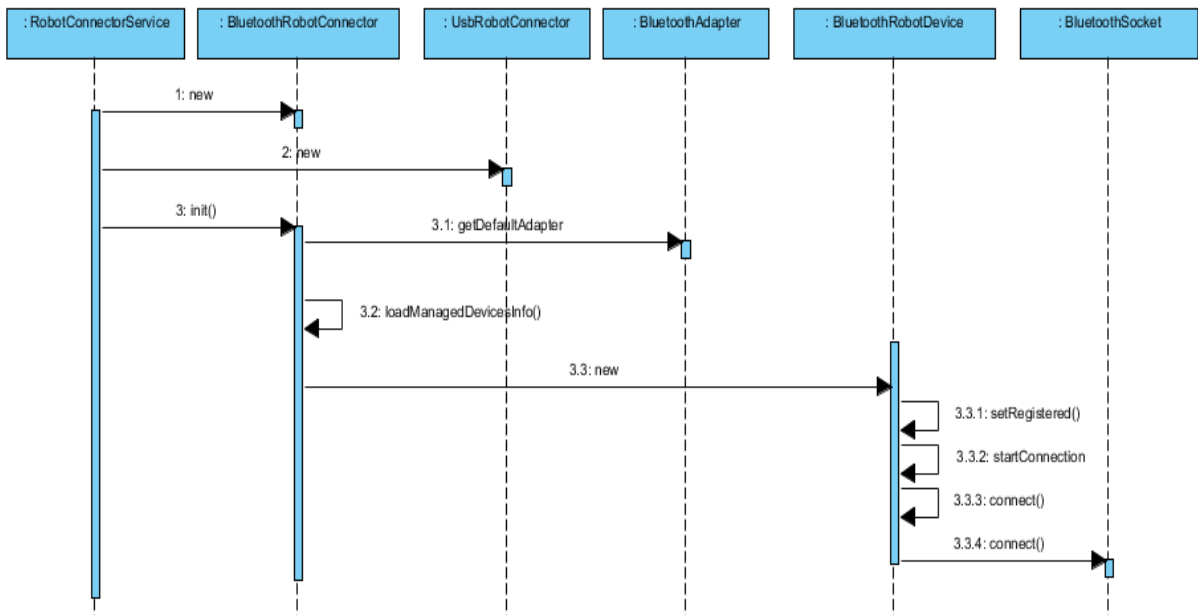 : RobotConnectorService
: BluetoothRobotConnector
: UsbRobotConnector
: BluetoothAdapter
: BluetoothRobotDevice
: BluetoothSocket
1: new
2: new
3: init()
3.1: getDefaultAdapter
3.2: loadManagedDevicesInfo()
3.3: new
3.3.1: setRegistered()
3.3.2: startConnection
3.3.3: connect()
3.3.4: connect()